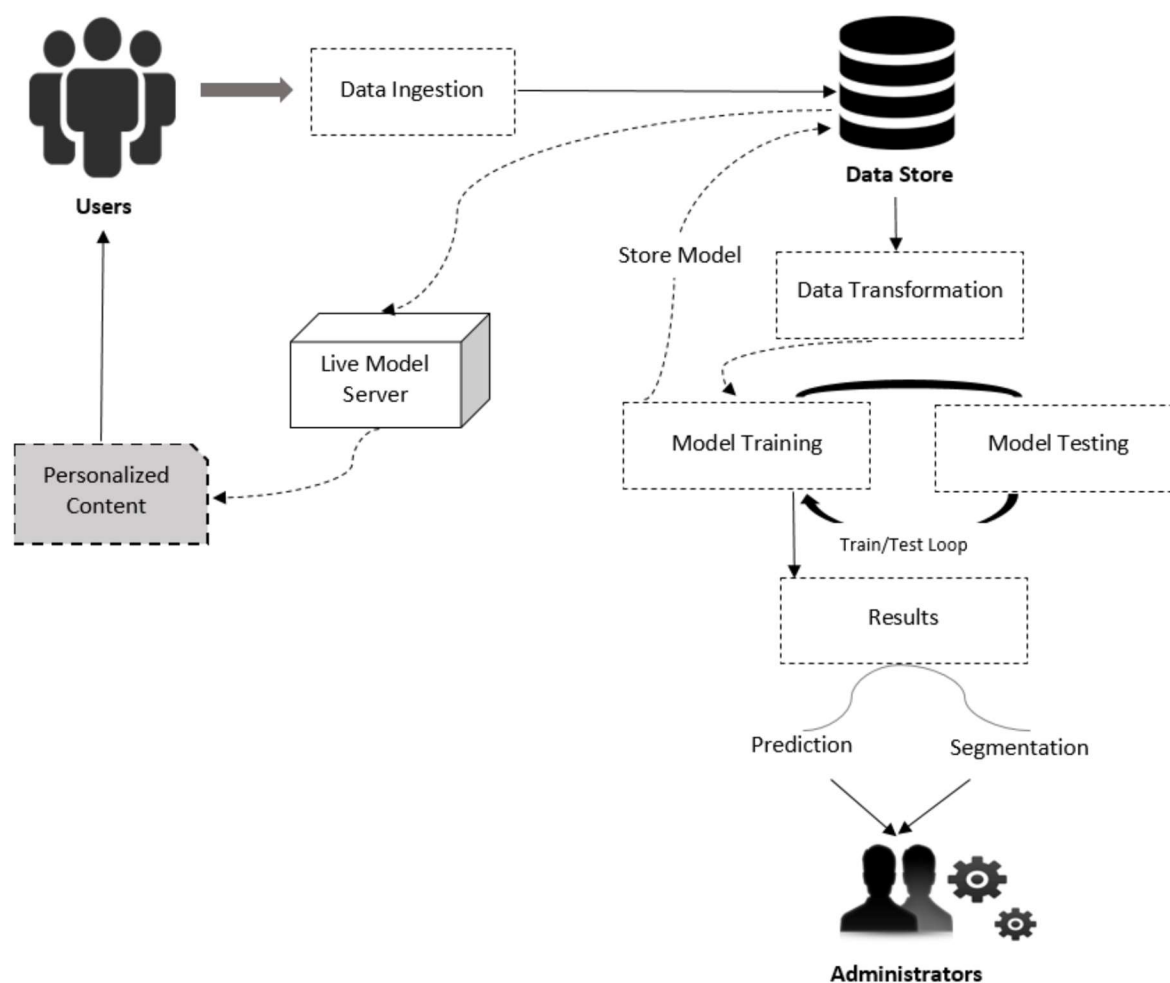 Data Ingestion
Data Store
Users
Store Model
Data Transformation
Live Model
Server
Model Training
Model Testing
Personalized
Content
Train/Test Loop
Results
Prediction
Segmentation
Administrators